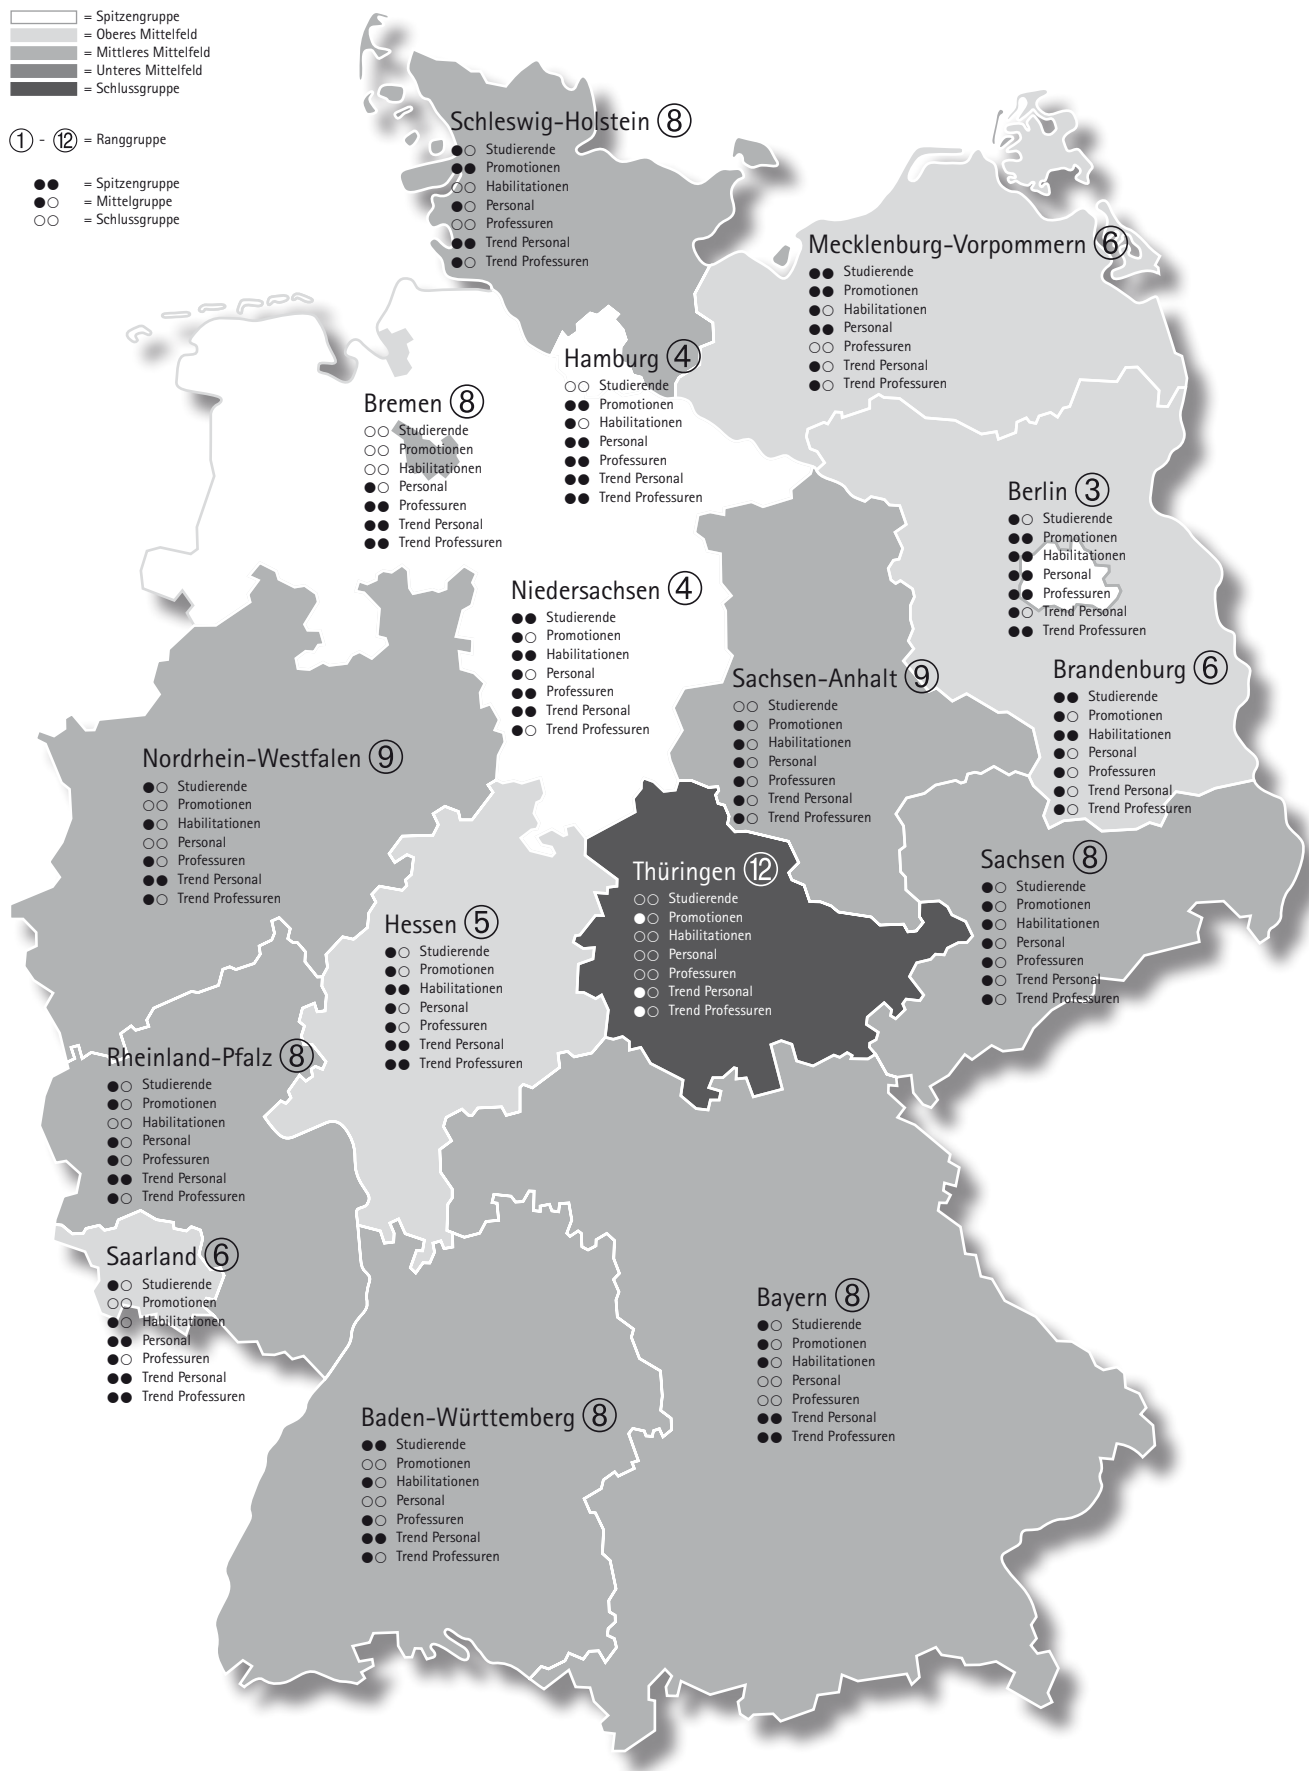 = Spitzengruppe
= Oberes Mittelfeld
= Mittleres Mittelfeld
= Unteres Mittelfeld
= Schlussgruppe
① - ⑫ = Ranggruppe
●● = Spitzengruppe
●○ = Mittelgruppe
○○ = Schlussgruppe
Schleswig-Holstein ⑧
●○ Studierende
●● Promotionen
○○ Habilitationen
●○ Personal
○○ Professuren
●● Trend Personal
●○ Trend Professuren
Mecklenburg-Vorpommern ⑥
●● Studierende
●● Promotionen
●○ Habilitationen
●● Personal
○○ Professuren
●○ Trend Personal
●○ Trend Professuren
Hamburg ④
○○ Studierende
●● Promotionen
●○ Habilitationen
●● Personal
●● Professuren
●● Trend Personal
●● Trend Professuren
Bremen ⑧
○○ Studierende
○○ Promotionen
○○ Habilitationen
●○ Personal
●● Professuren
●● Trend Personal
●● Trend Professuren
Berlin ③
●○ Studierende
●● Promotionen
●● Habilitationen
●● Personal
●● Professuren
●○ Trend Personal
●● Trend Professuren
Niedersachsen ④
●● Studierende
●○ Promotionen
●● Habilitationen
●○ Personal
●● Professuren
●● Trend Personal
●○ Trend Professuren
Brandenburg ⑥
●● Studierende
●○ Promotionen
●● Habilitationen
●○ Personal
●○ Professuren
●○ Trend Personal
●○ Trend Professuren
Sachsen-Anhalt ⑨
○○ Studierende
●○ Promotionen
●○ Habilitationen
●○ Personal
●○ Professuren
●○ Trend Personal
●○ Trend Professuren
Nordrhein-Westfalen ⑨
●○ Studierende
○○ Promotionen
●○ Habilitationen
○○ Personal
●○ Professuren
●● Trend Personal
●○ Trend Professuren
Sachsen ⑧
●○ Studierende
●○ Promotionen
●○ Habilitationen
●○ Personal
●○ Professuren
●○ Trend Personal
●○ Trend Professuren
Thüringen ⑫
○○ Studierende
●○ Promotionen
○○ Habilitationen
○○ Personal
○○ Professuren
●○ Trend Personal
●○ Trend Professuren
Hessen ⑤
●○ Studierende
●○ Promotionen
●● Habilitationen
●○ Personal
●○ Professuren
●● Trend Personal
●● Trend Professuren
Rheinland-Pfalz ⑧
●○ Studierende
●○ Promotionen
○○ Habilitationen
●○ Personal
●○ Professuren
●● Trend Personal
●○ Trend Professuren
Saarland ⑥
●○ Studierende
○○ Promotionen
●○ Habilitationen
●● Personal
●○ Professuren
●● Trend Personal
●● Trend Professuren
Bayern ⑧
●○ Studierende
●○ Promotionen
●○ Habilitationen
○○ Personal
○○ Professuren
●● Trend Personal
●● Trend Professuren
Baden-Württemberg ⑧
●● Studierende
○○ Promotionen
●○ Habilitationen
○○ Personal
●○ Professuren
●● Trend Personal
●○ Trend Professuren